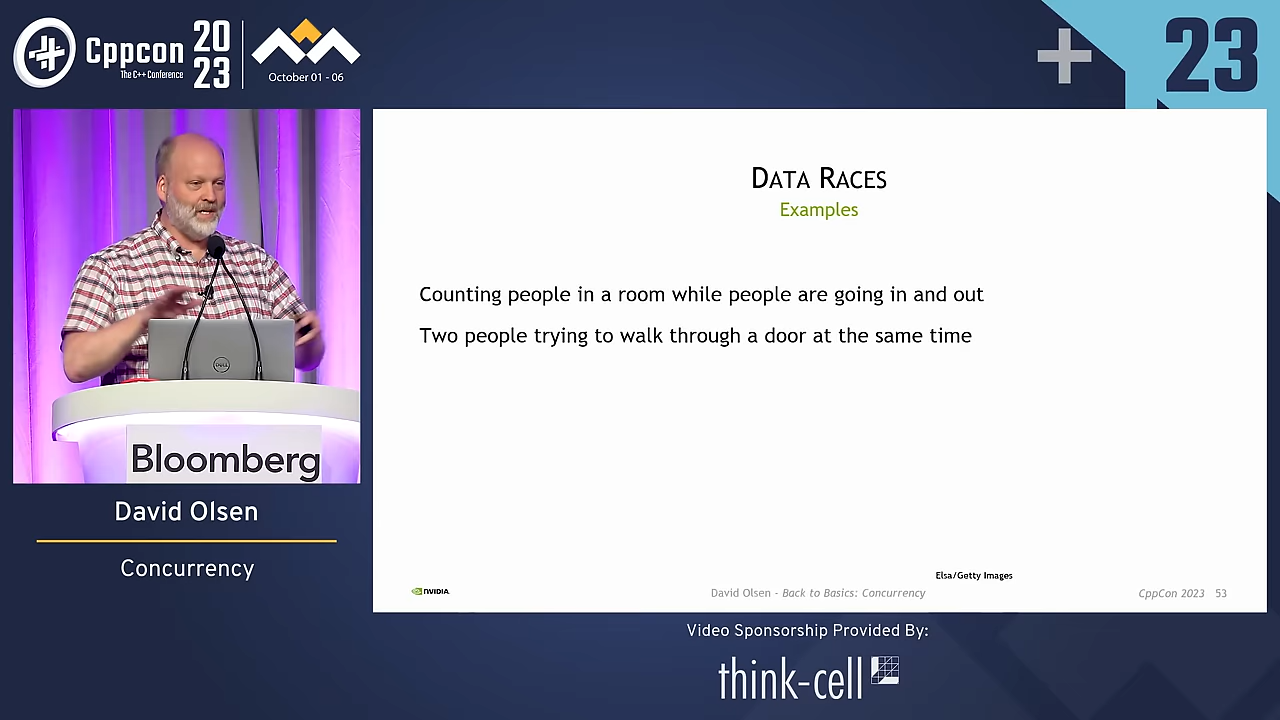 Cppcon
The C++ Conference
20
23
October 01 - 06
23
DATA RACES
Examples
Counting people in a room while people are going in and out
Two people trying to walk through a door at the same time
Elsa/Getty Images
NVIDIA
David Olsen - Back to Basics: Concurrency
CppCon 2023 53
DELL
Bloomberg
David Olsen
Concurrency
Video Sponsorship Provided By:
think-cell